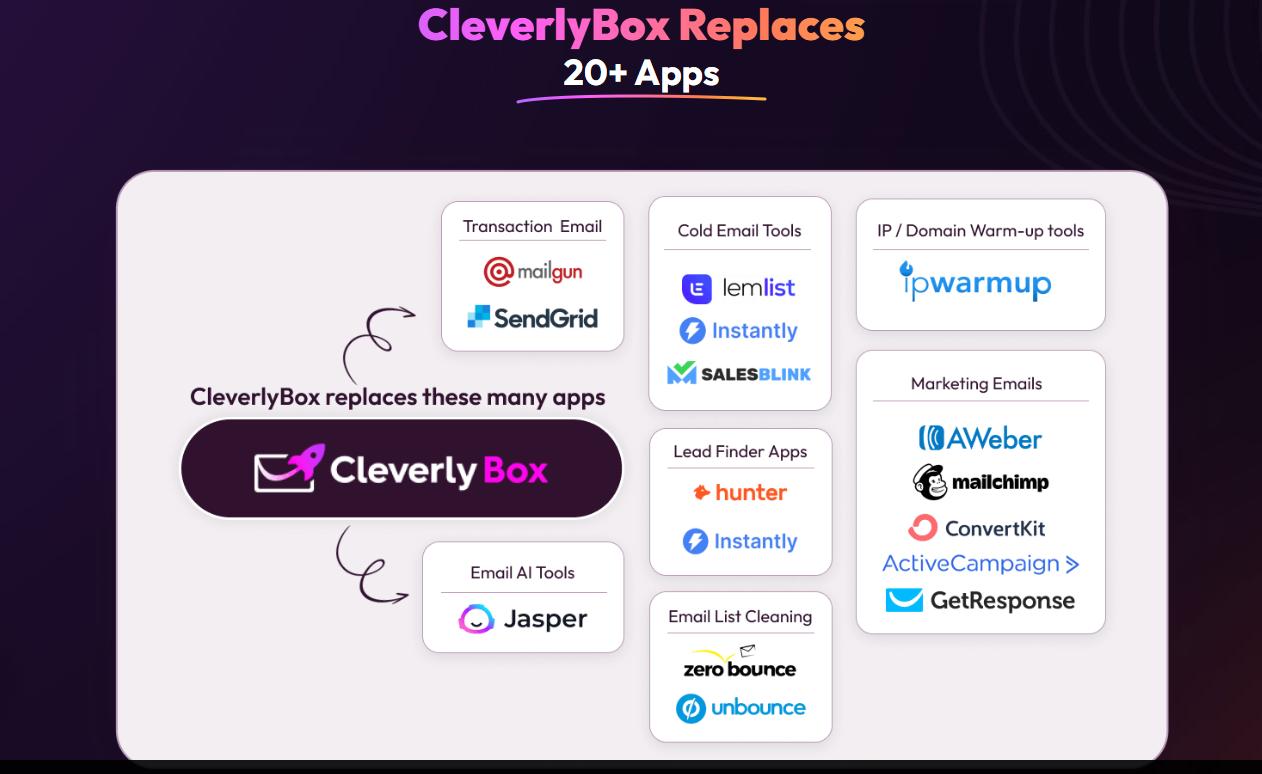 CleverlyBox Replaces
20+ Apps
Transaction Email
mailgun
SendGrid
Cold Email Tools
lemlist
Instantly
SALESBLINK
IP / Domain Warm-up tools
ipwarmup
CleverlyBox replaces these many apps
Cleverly Box
Marketing Emails
AWeber
mailchimp
ConvertKit
ActiveCampaign
GetResponse
Lead Finder Apps
hunter
Instantly
Email AI Tools
Jasper
Email List Cleaning
zero bounce
unbounce